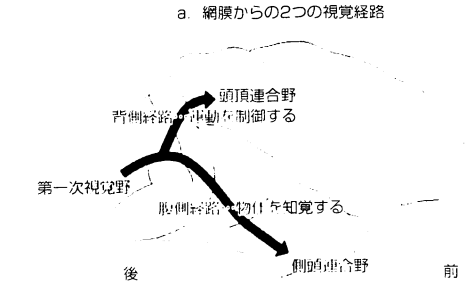 a. 網膜からの2つの視覚経路
頭頂連合野
背側経路・運動を制御する
第一次視覚野
腹側経路・物体を知覚する
側頭連合野
後
前